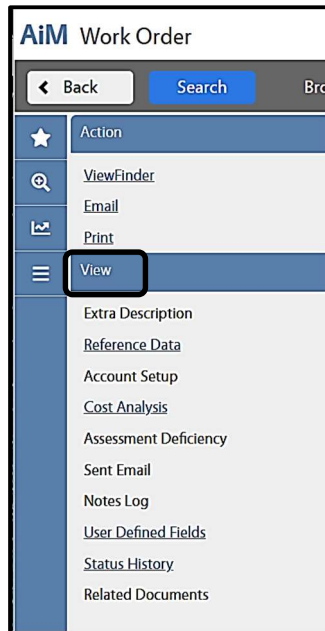 AiM Work Order
Back Search Bro
Action
ViewFinder
Email
Print
View
Extra Description
Reference Data
Account Setup
Cost Analysis
Assessment Deficiency
Sent Email
Notes Log
User Defined Fields
Status History
Related Documents